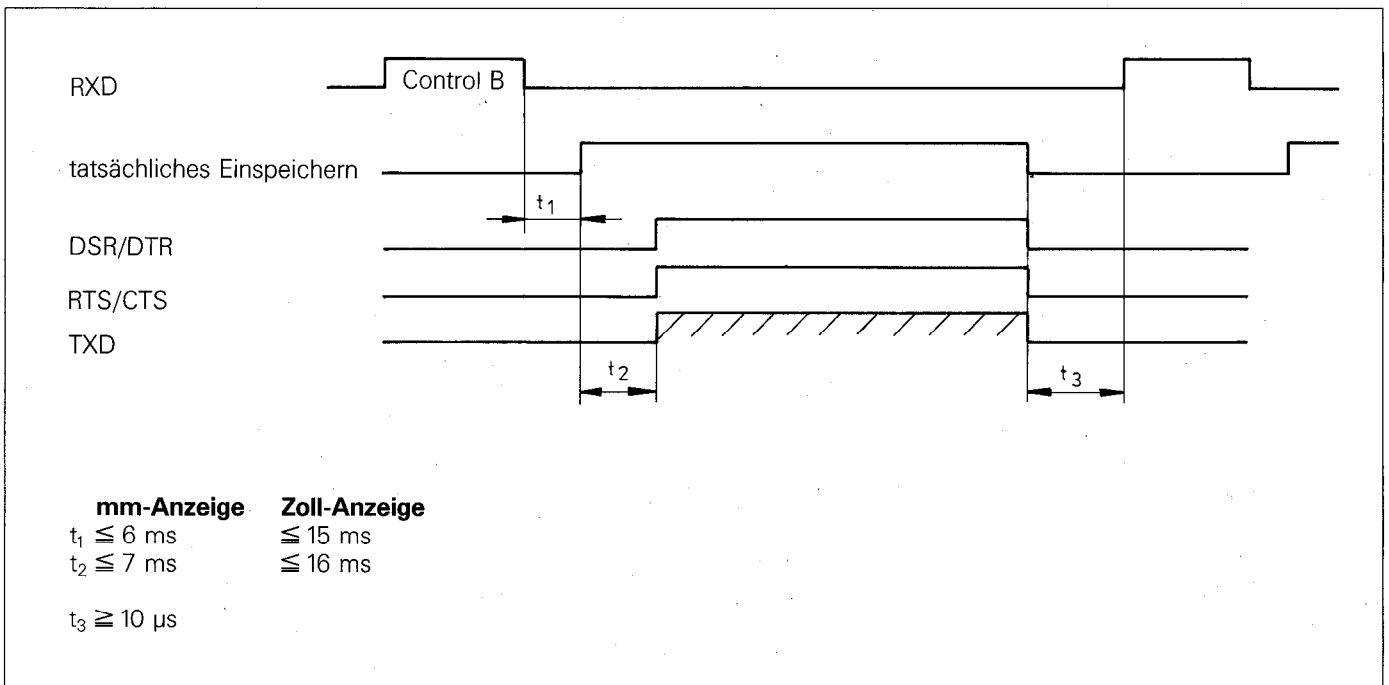 RXD
Control B
tatsächliches Einspeichern
t₁
DSR/DTR
RTS/CTS
TXD
t₂
t₃
mm-Anzeige Zoll-Anzeige
t₁ ≦ 6 ms ≦ 15 ms
t₂ ≦ 7 ms ≦ 16 ms
t₃ ≧ 10 µs